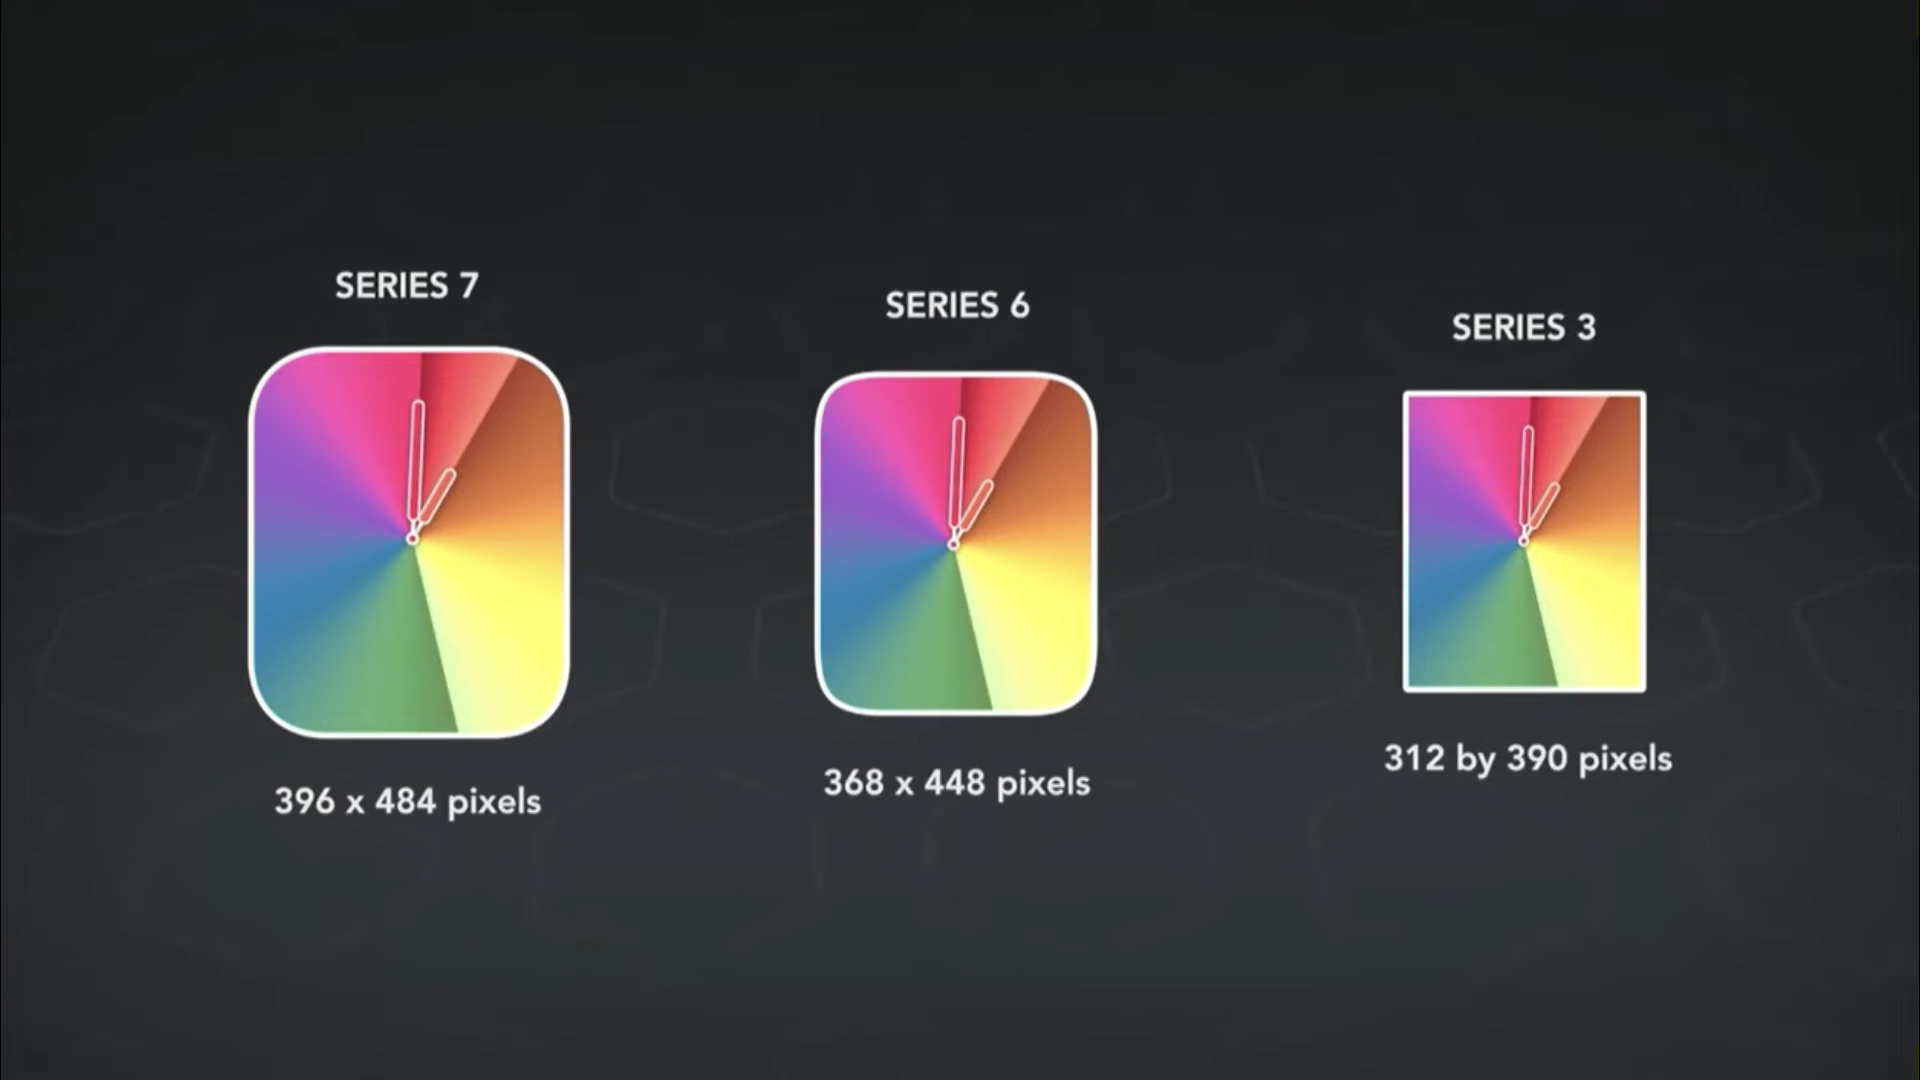 SERIES 7
396 x 484 pixels
SERIES 6
368 x 448 pixels
SERIES 3
312 by 390 pixels